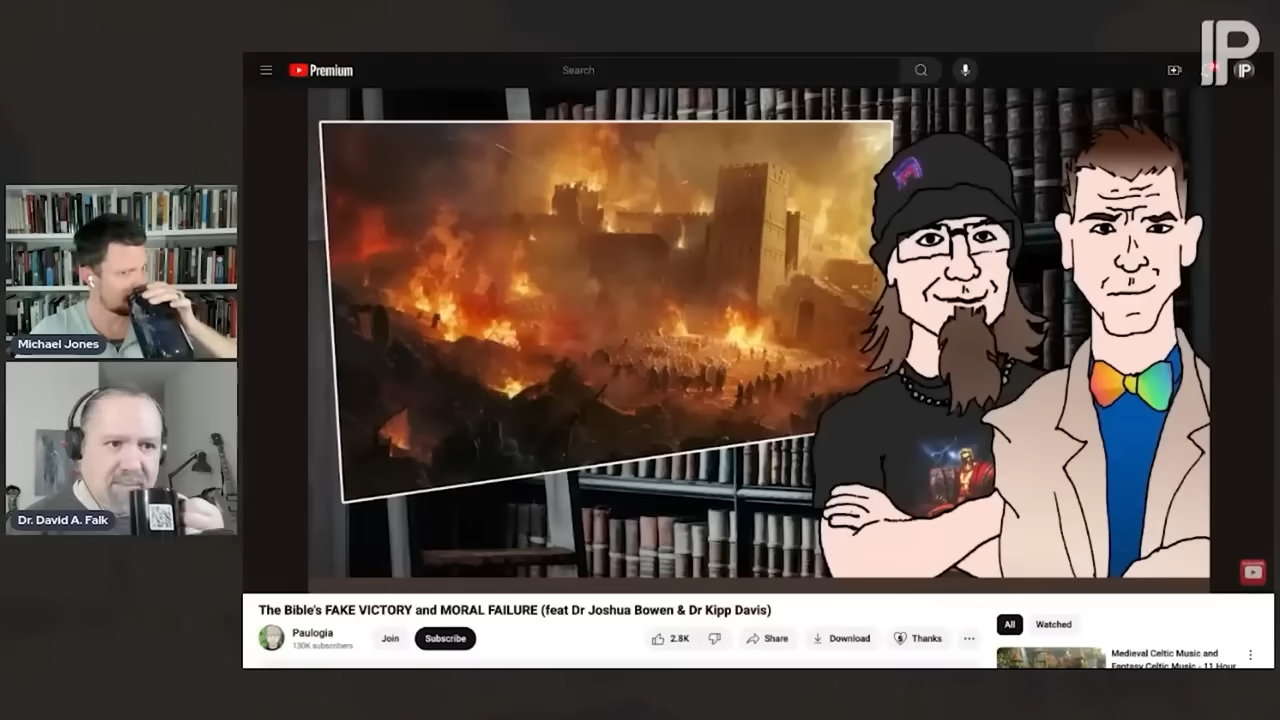 IP
Premium
Search
IP
Michael Jones
Dr. David A. Falk
The Bible's FAKE VICTORY and MORAL FAILURE (feat Dr Joshua Bowen & Dr Kipp Davis)
Paulogia
130K subscribers
Join
Subscribe
2.8K
Share
Download
Thanks
All
Watched
Medieval Celtic Music and
Fantasy Celtic Music - 11 Hour